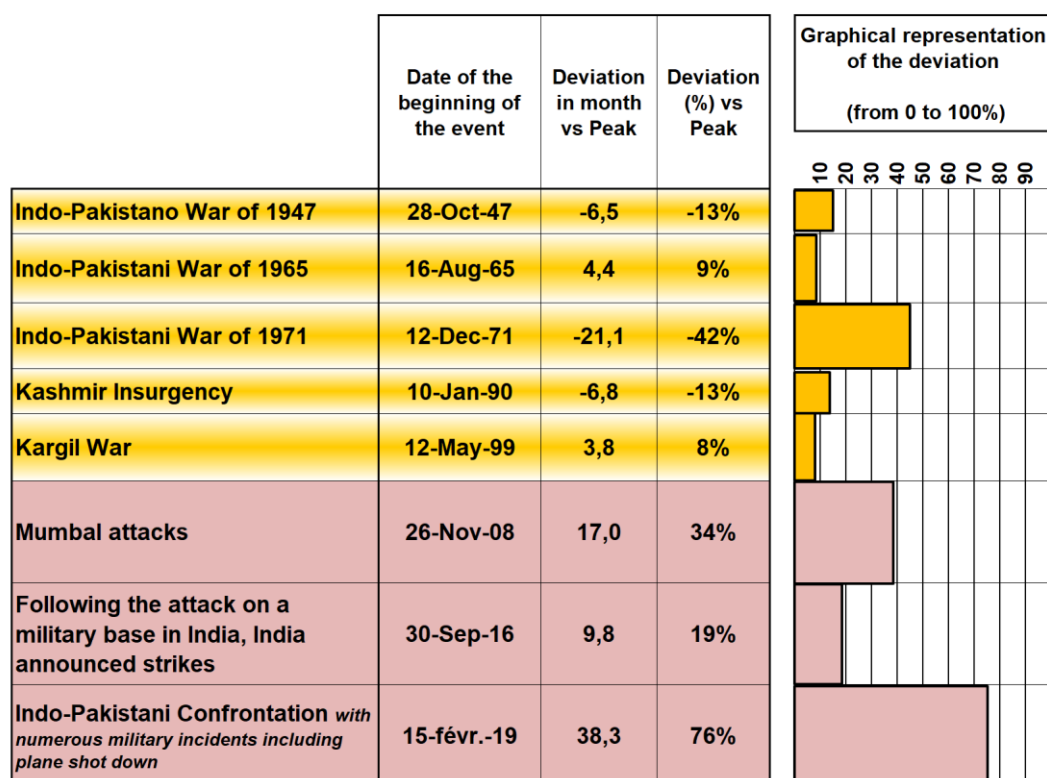 Date of the
beginning of
the event
Deviation
in month
vs Peak
Deviation
(%) vs
Peak
Graphical representation
of the deviation
(from 0 to 100%)
10 20 30 40 50 60 70 80 90
Indo-Pakistano War of 1947 28-Oct-47 -6,5 -13%
Indo-Pakistani War of 1965 16-Aug-65 4,4 9%
Indo-Pakistani War of 1971 12-Dec-71 -21,1 -42%
Kashmir Insurgency 10-Jan-90 -6,8 -13%
Kargil War 12-May-99 3,8 8%
Mumbal attacks 26-Nov-08 17,0 34%
Following the attack on a
military base in India, India
announced strikes
30-Sep-16 9,8 19%
Indo-Pakistani Confrontation with
numerous military incidents including
plane shot down
15-févr.-19 38,3 76%